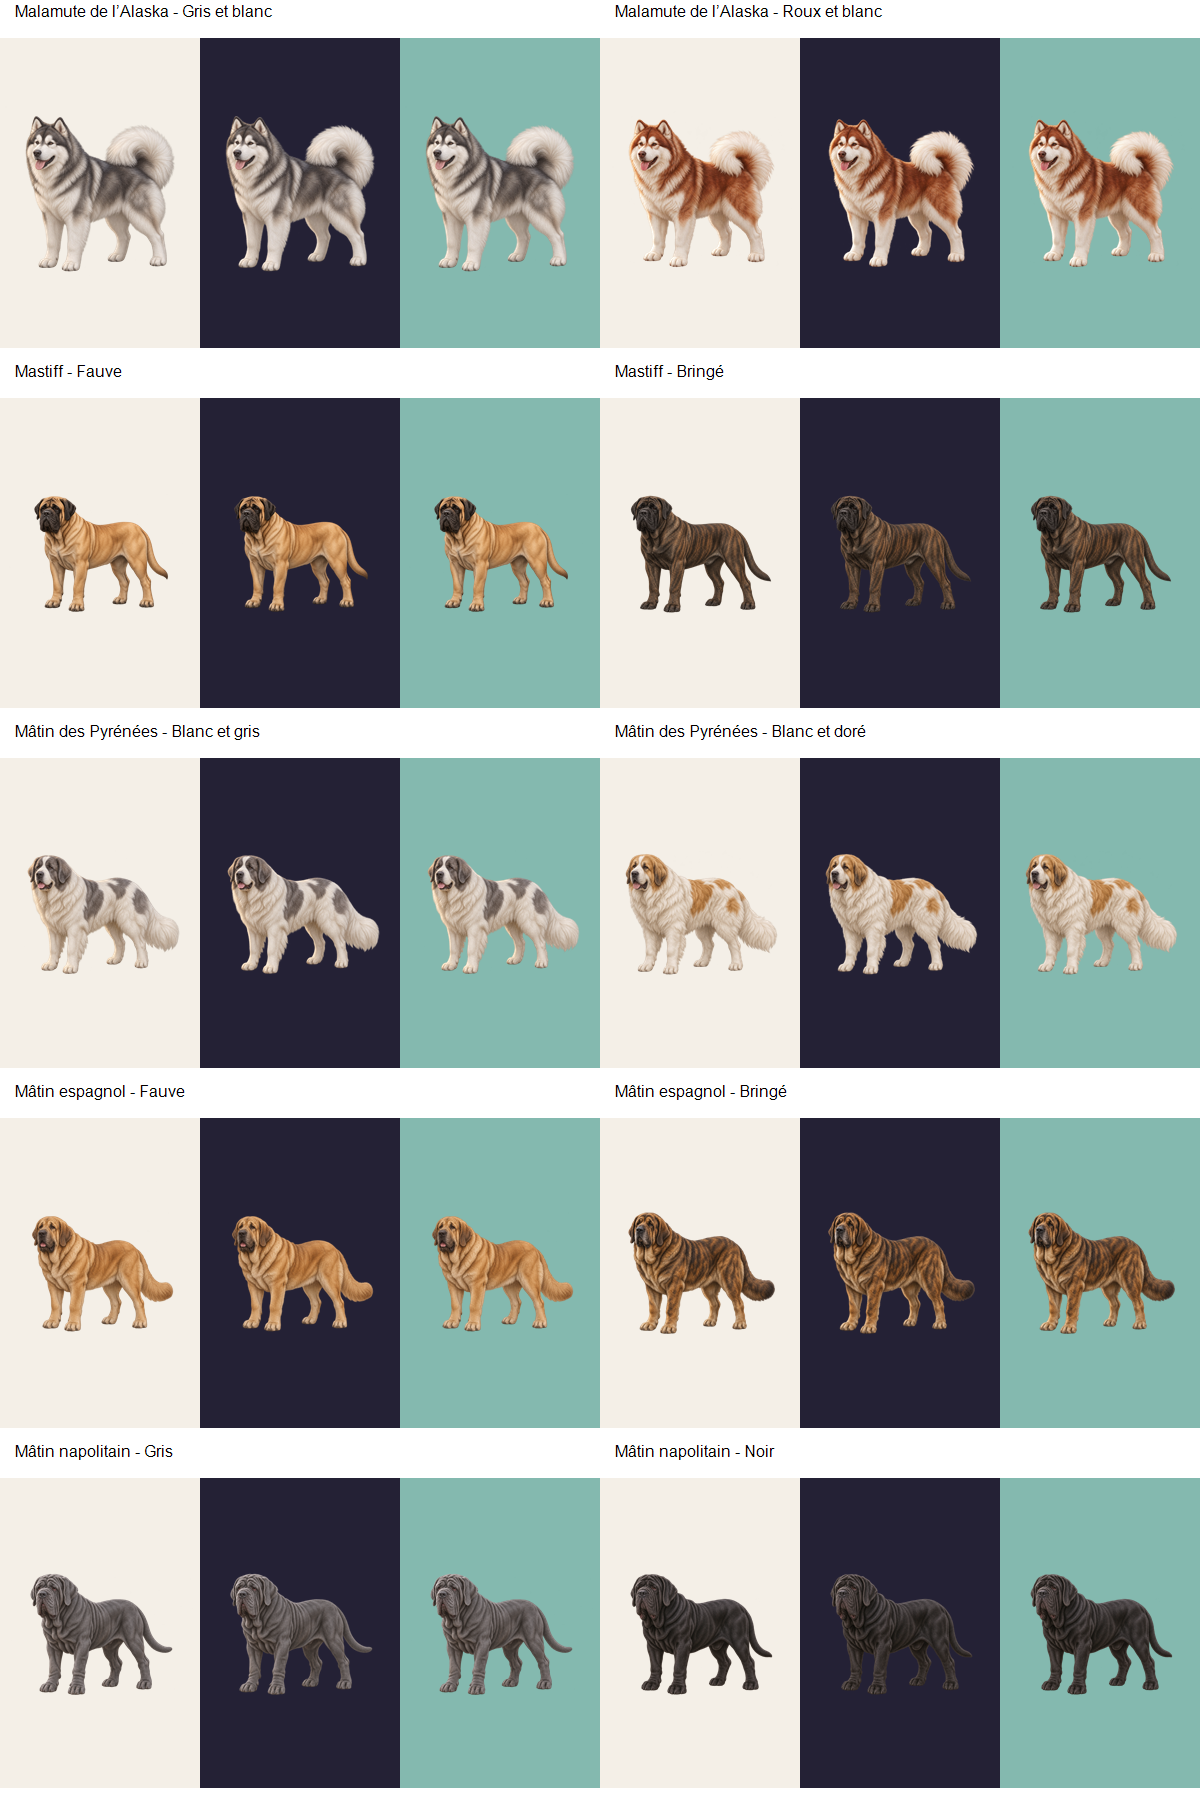 Malamute de l’Alaska - Gris et blanc
Malamute de l’Alaska - Roux et blanc
Mastiff - Fauve
Mastiff - Bringé
Mâtin des Pyrénées - Blanc et gris
Mâtin des Pyrénées - Blanc et doré
Mâtin espagnol - Fauve
Mâtin espagnol - Bringé
Mâtin napolitain - Gris
Mâtin napolitain - Noir